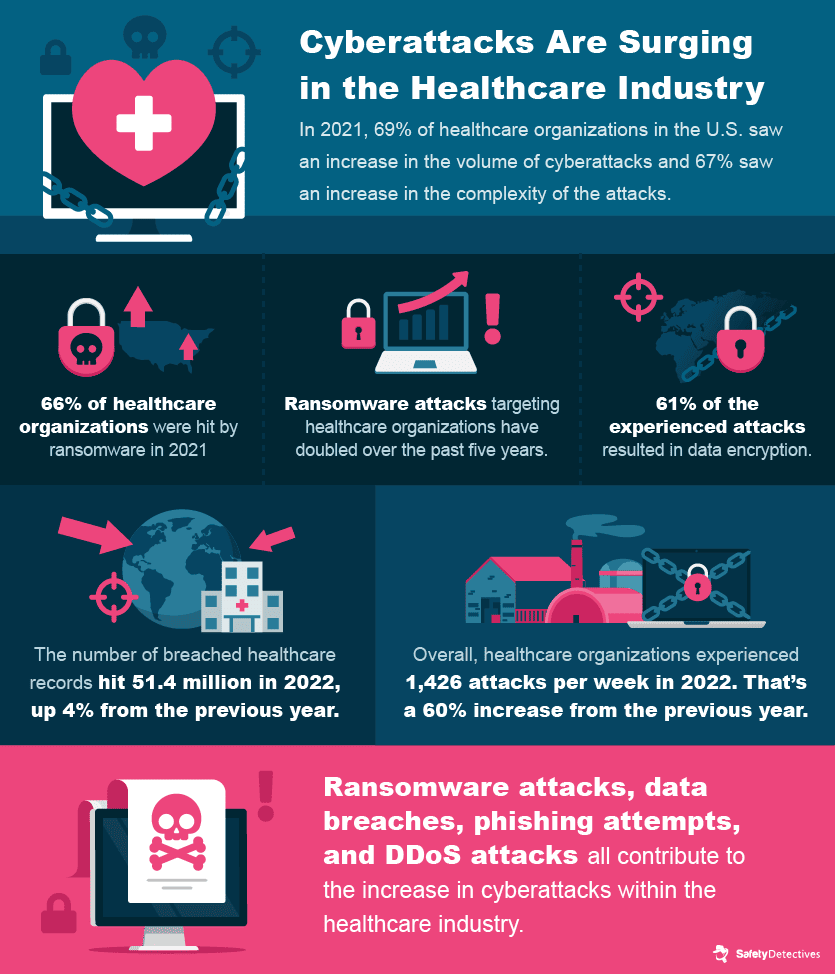 Cyberattacks Are Surging
in the Healthcare Industry
In 2021, 69% of healthcare organizations in the U.S. saw
an increase in the volume of cyberattacks and 67% saw
an increase in the complexity of the attacks.
66% of healthcare
organizations were hit by
ransomware in 2021
Ransomware attacks targeting
healthcare organizations have
doubled over the past five years.
61% of the
experienced attacks
resulted in data encryption.
The number of breached healthcare
records hit 51.4 million in 2022,
up 4% from the previous year.
Overall, healthcare organizations experienced
1,426 attacks per week in 2022. That's
a 60% increase from the previous year.
Ransomware attacks, data
breaches, phishing attempts,
and DDoS attacks all contribute to
the increase in cyberattacks within the
healthcare industry.
SafetyDetectives